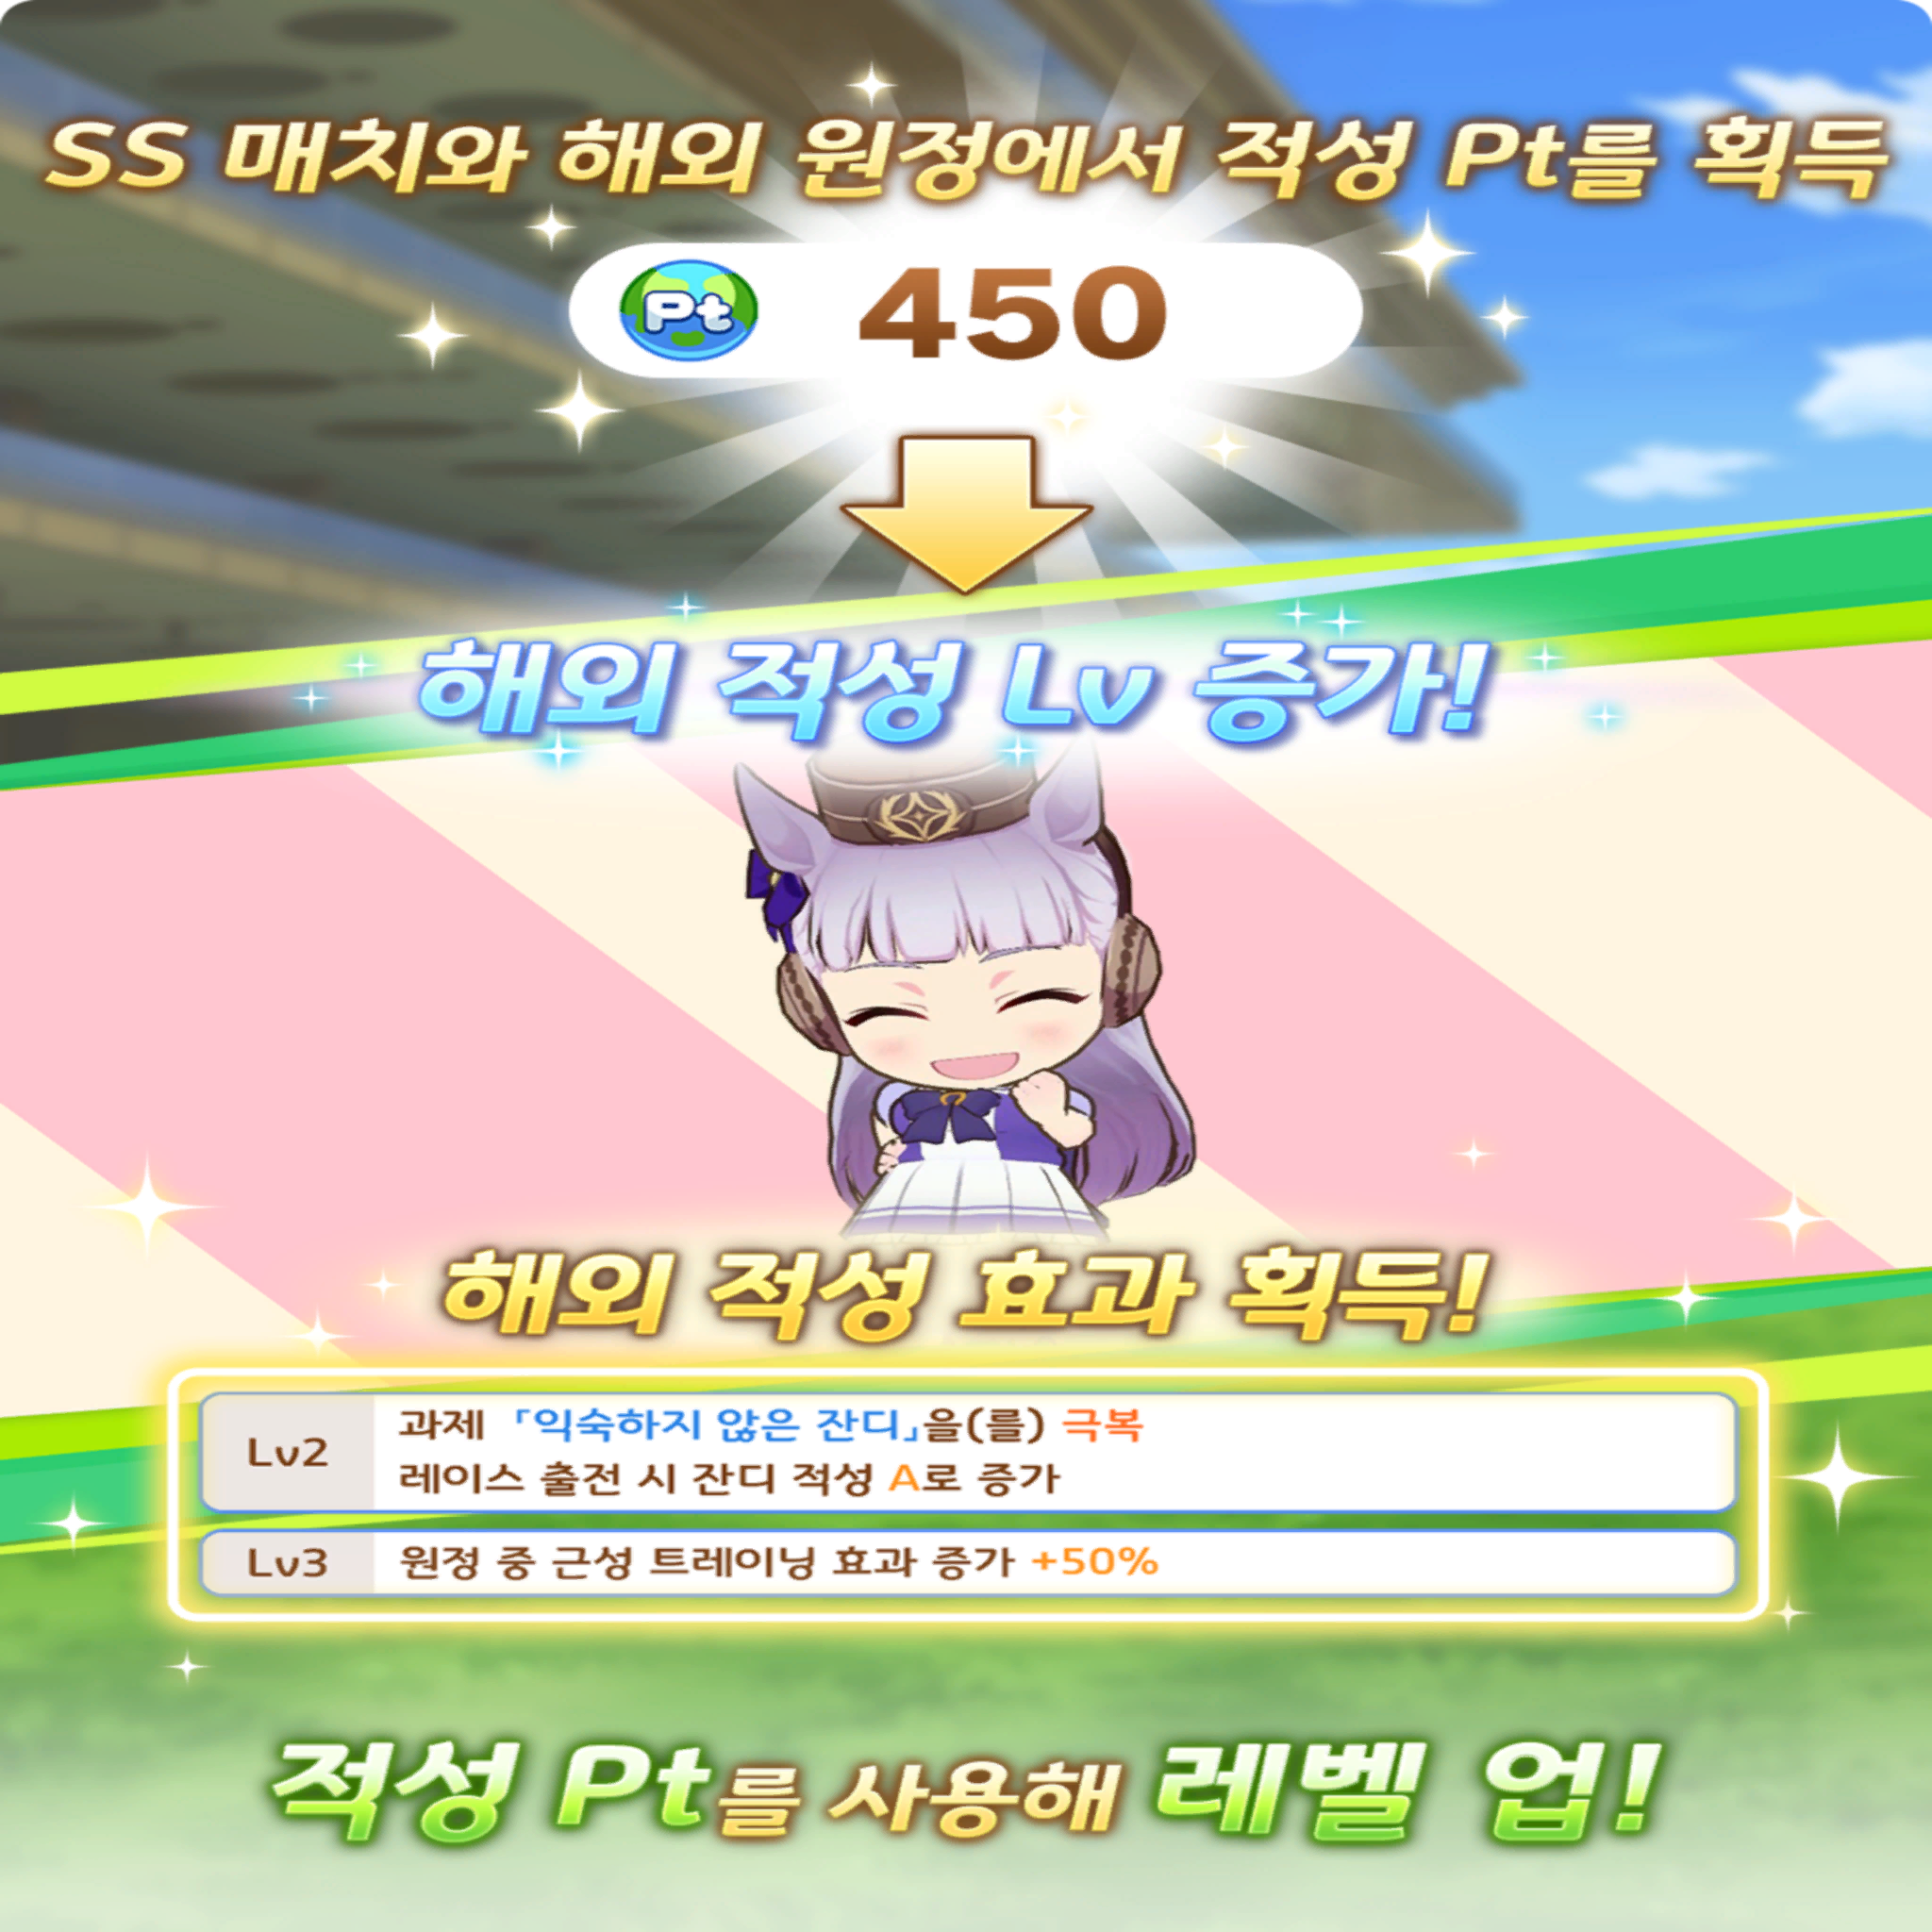 SS 매치와 해외 원정에서 적성 Pt를 획득
Pt 450
해외 적성 Lv 증가!
해외 적성 효과 획득!
Lv2
과제 「익숙하지 않은 잔디」을(를) 극복
레이스 출전 시 잔디 적성 A로 증가
Lv3 원정 중 근성 트레이닝 효과 증가 +50%
적성 Pt를 사용해 레벨 업!